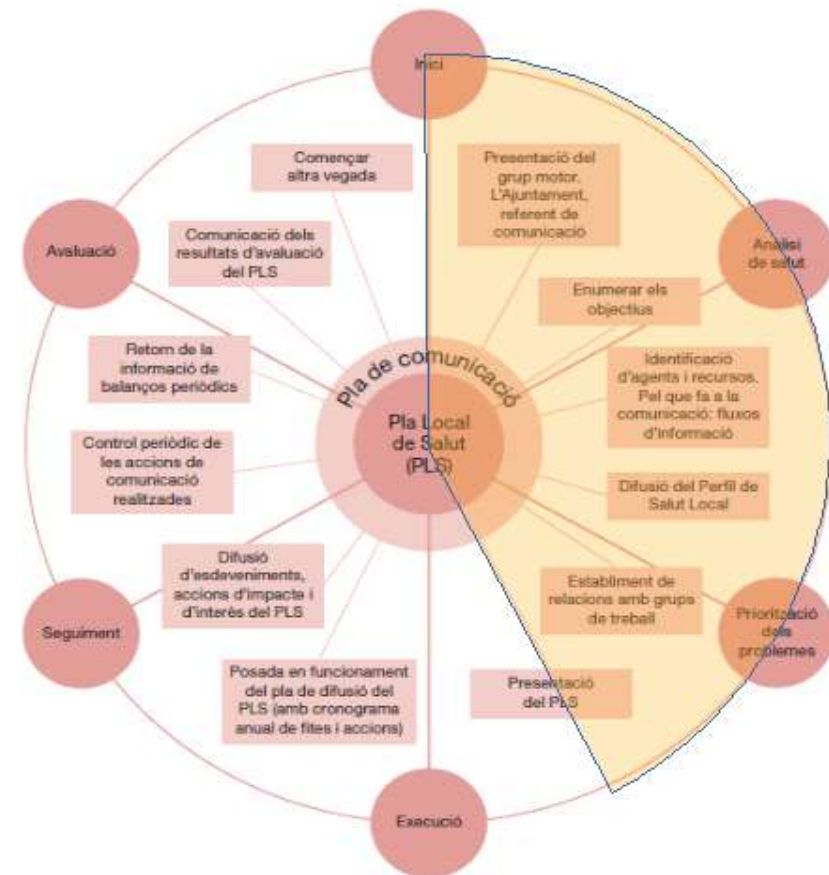 Inici
Començar
altra vegada
Presentació del
grup motor.
L'Ajuntament,
referent de
comunicació
Avaluació
Comunicació dels
resultats d'avaluació
del PLS
Anàlisi
de salut
Enumerar els
objectius
Retorn de la
informació de
balanços periòdics
Pla de comunicació
Identificació
d'agents i recursos.
Pel que fa a la
comunicació: fluxos
d'informació
Pla Local
de Salut
(PLS)
Control periòdic de
les accions de
comunicació
realitzades
Difusió del Perfil de
Salut Local
Difusió
d'esdeveniments,
accions d'impacte i
d'interès del PLS
Establiment de
relacions amb grups
de treball
Seguiment
Priorització
dels
problemes
Posada en funcionament
del pla de difusió del
PLS (amb cronograma
anual de fites i accions)
Presentació
del PLS
Execució